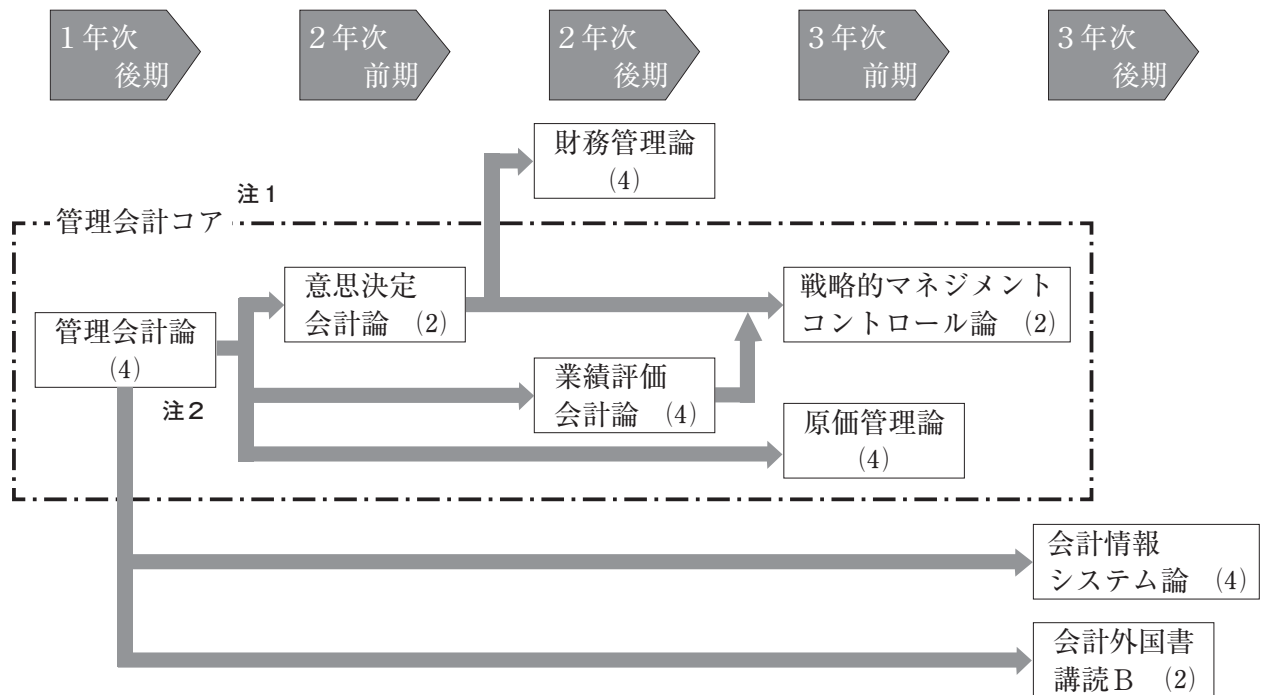 1年次
後期
2年次
前期
2年次
後期
3年次
前期
3年次
後期
財務管理論
(4)
注1
管理会計コア
意思決定
会計論 (2)
戦略的マネジメント
コントロール論 (2)
管理会計論
(4)
注2
業績評価
会計論 (4)
原価管理論
(4)
会計情報
システム論 (4)
会計外国書
講読B (2)